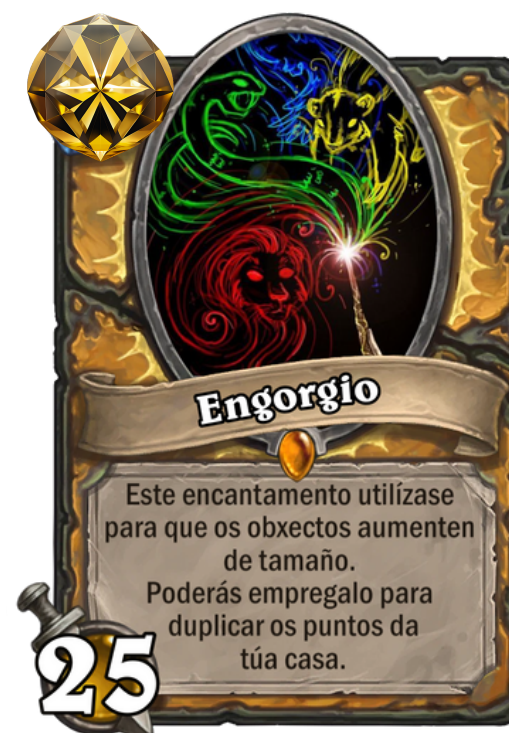 Engorgio
Este encantamento utilízase
para que os obxectos aumenten
de tamaño.
Poderás empregalo para
duplicar os puntos da
túa casa.
25